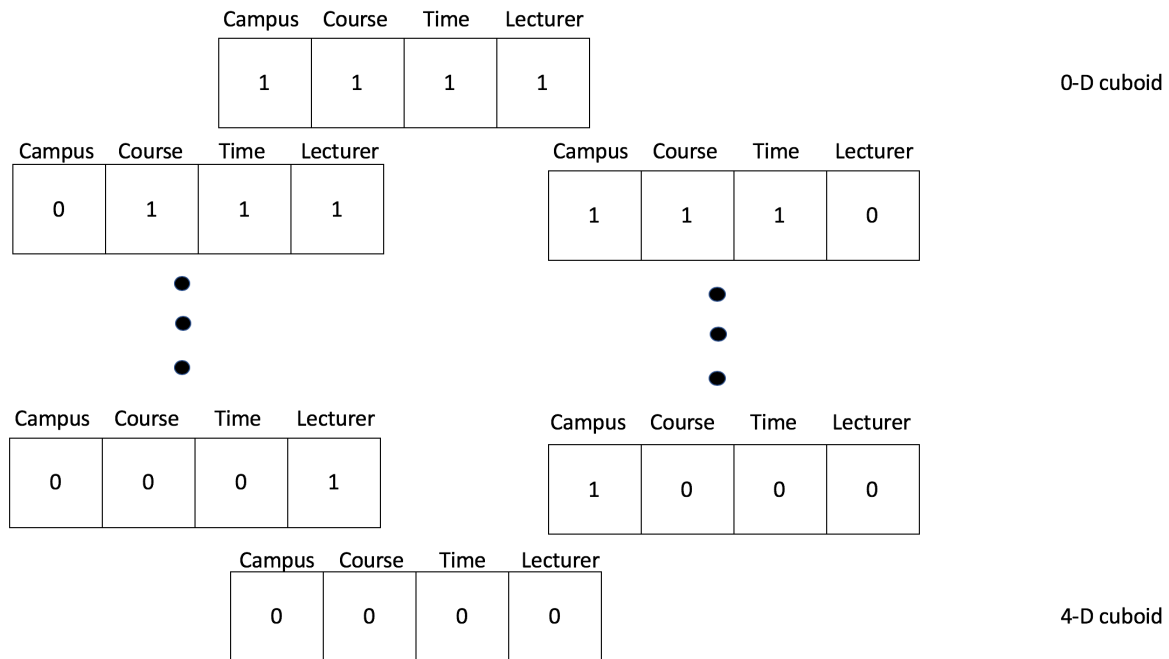 Campus Course Time Lecturer
1 1 1 1 0-D cuboid
Campus Course Time Lecturer Campus Course Time Lecturer
0 1 1 1 1 1 1 0
Campus Course Time Lecturer Campus Course Time Lecturer
0 0 0 1 1 0 0 0
Campus Course Time Lecturer
0 0 0 0 4-D cuboid